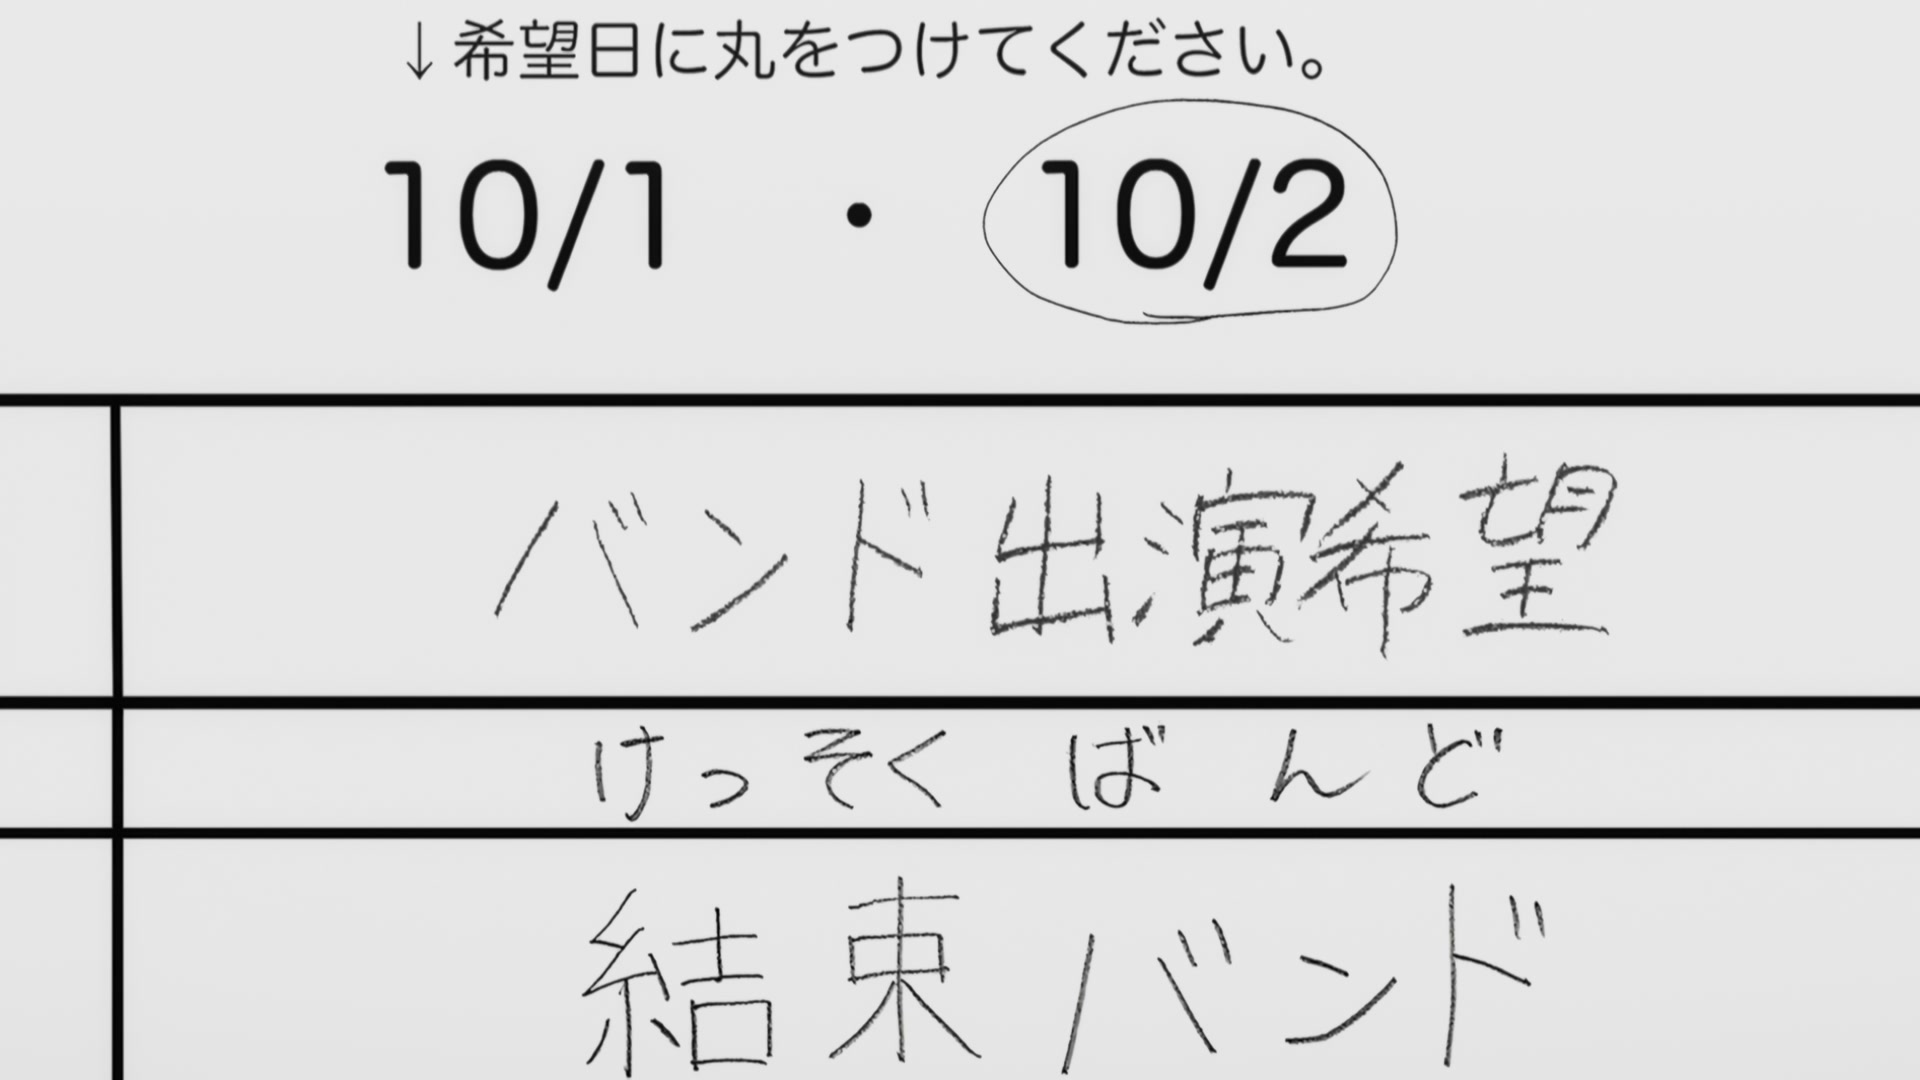 ↓希望日に丸をつけてください。
10/1 ・ 10/2
バンド出演希望
けっそく ばんど
結束バンド